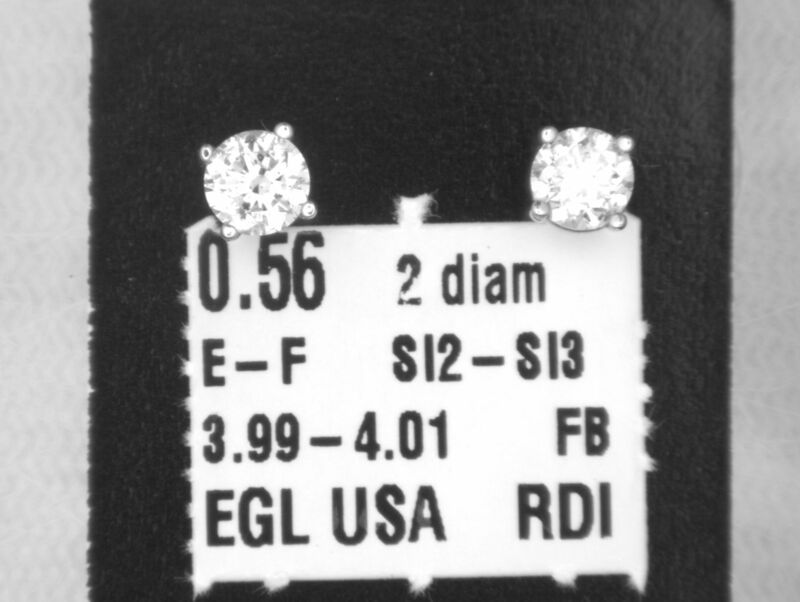 0.56 2 diam
E-F SI2-SI3
3.99-4.01 FB
EGL USA RDI